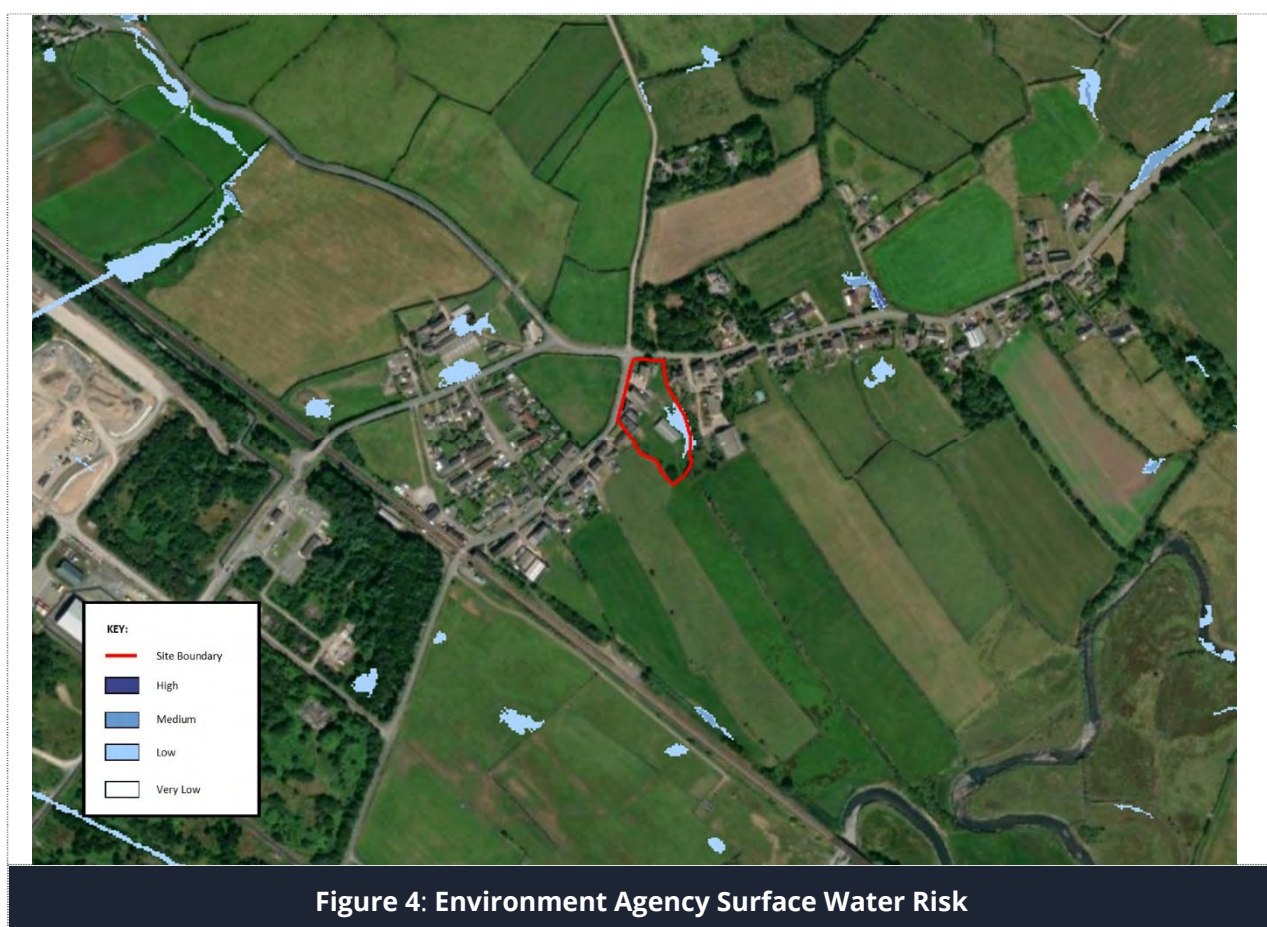 KEY:
Site Boundary
High
Medium
Low
Very Low
Figure 4: Environment Agency Surface Water Risk